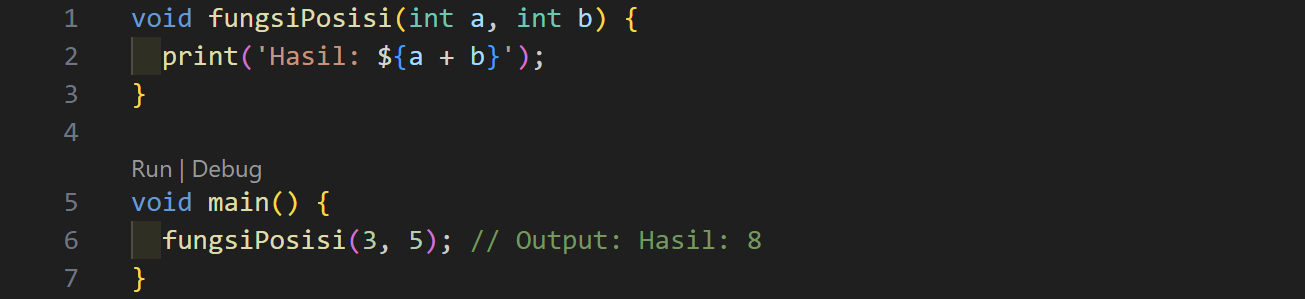 1 void fungsiPosisi(int a, int b) {
2   print('Hasil: ${a + b}');
3 }
4
Run | Debug
5 void main() {
6   fungsiPosisi(3, 5); // Output: Hasil: 8
7 }